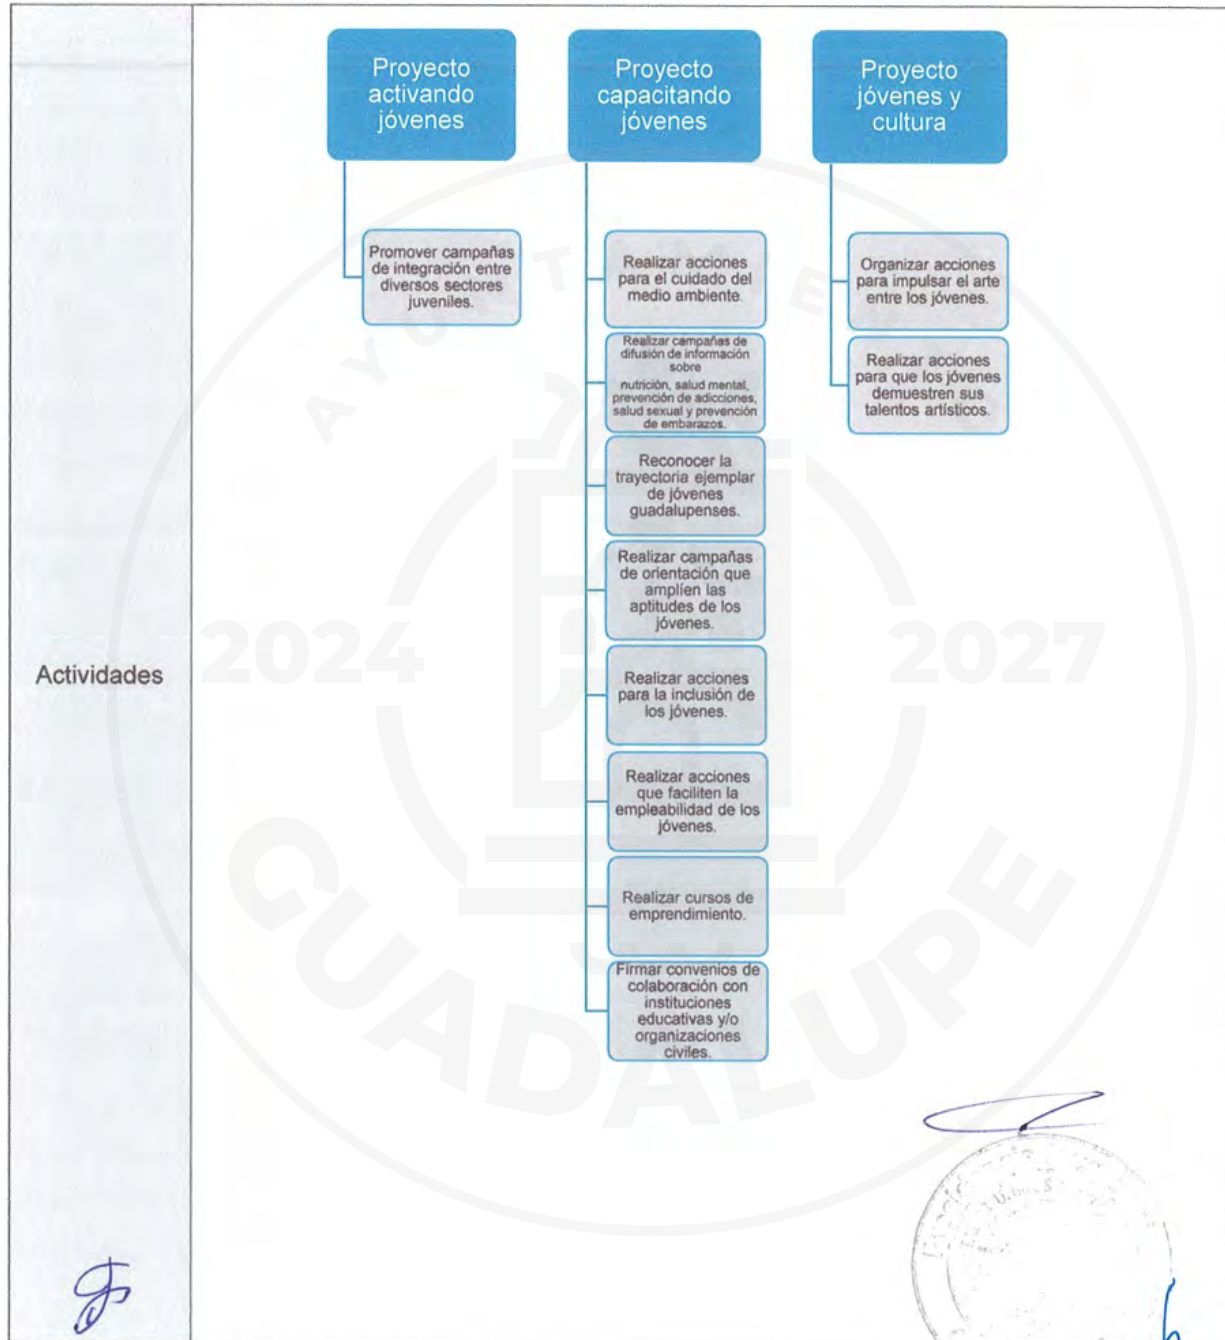 Proyecto
activando
jóvenes
Proyecto
capacitando
jóvenes
Proyecto
jóvenes y
cultura
Promover campañas
de integración entre
diversos sectores
juveniles.
Realizar acciones
para el cuidado del
medio ambiente.
Realizar campañas de
difusión de información
sobre
nutrición, salud mental,
prevención de adicciones,
salud sexual y prevención
de embarazos.
Reconocer la
trayectoria ejemplar
de jóvenes
guadalupenses.
Realizar campañas
de orientación que
amplíen las
aptitudes de los
jóvenes.
Realizar acciones
para la inclusión de
los jóvenes.
Realizar acciones
que faciliten la
empleabilidad de los
jóvenes.
Realizar cursos de
emprendimiento.
Firmar convenios de
colaboración con
instituciones
educativas y/o
organizaciones
civiles.
Organizar acciones
para impulsar el arte
entre los jóvenes.
Realizar acciones
para que los jóvenes
demuestren sus
talentos artísticos.
Actividades
2024
2027
GUADALUPE